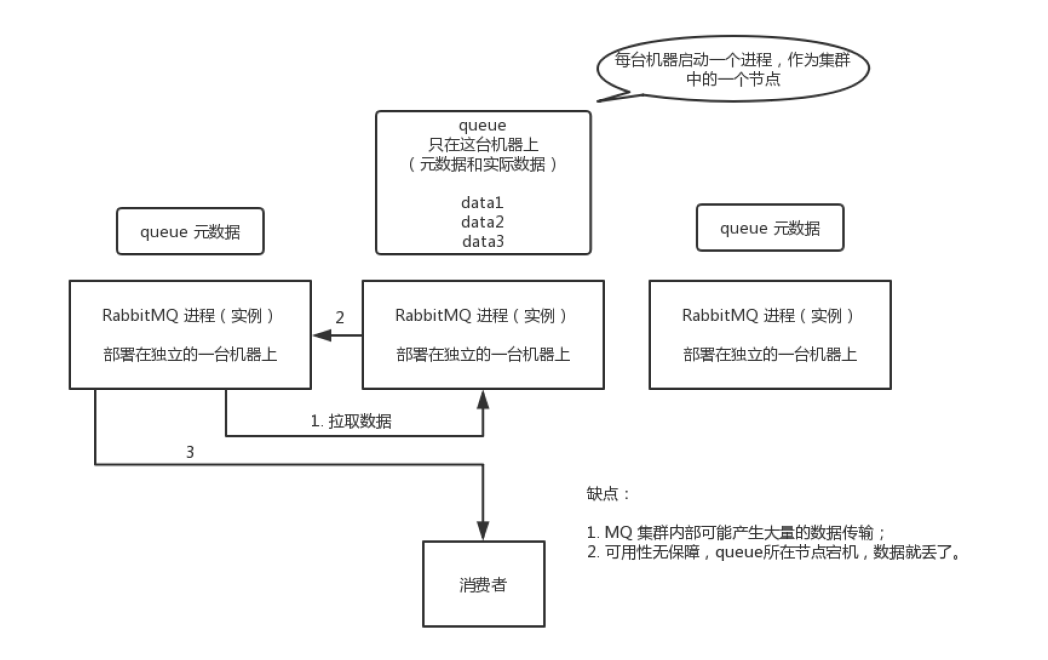 每台机器启动一个进程，作为集群
中的一个节点
queue
只在这台机器上
（元数据和实际数据）
data1
data2
data3
queue 元数据
queue 元数据
RabbitMQ 进程（实例）
部署在独立的一台机器上
2
RabbitMQ 进程（实例）
部署在独立的一台机器上
RabbitMQ 进程（实例）
部署在独立的一台机器上
1. 拉取数据
3
缺点：
1. MQ 集群内部可能产生大量的数据传输；
2. 可用性无保障，queue所在节点宕机，数据就丢了。
消费者